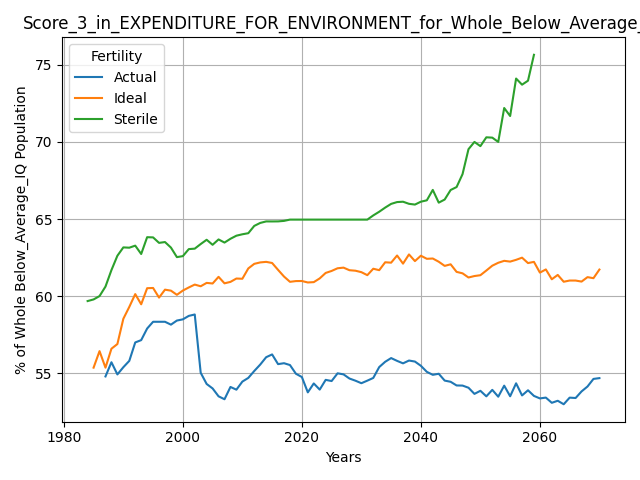 Score_3_in_EXPENDITURE_FOR_ENVIRONMENT_for_Whole_Below_Average_
Fertility
Actual
Ideal
Sterile
% of Whole Below_Average_IQ Population
75
70
65
60
55
1980
2000
2020
2040
2060
Years